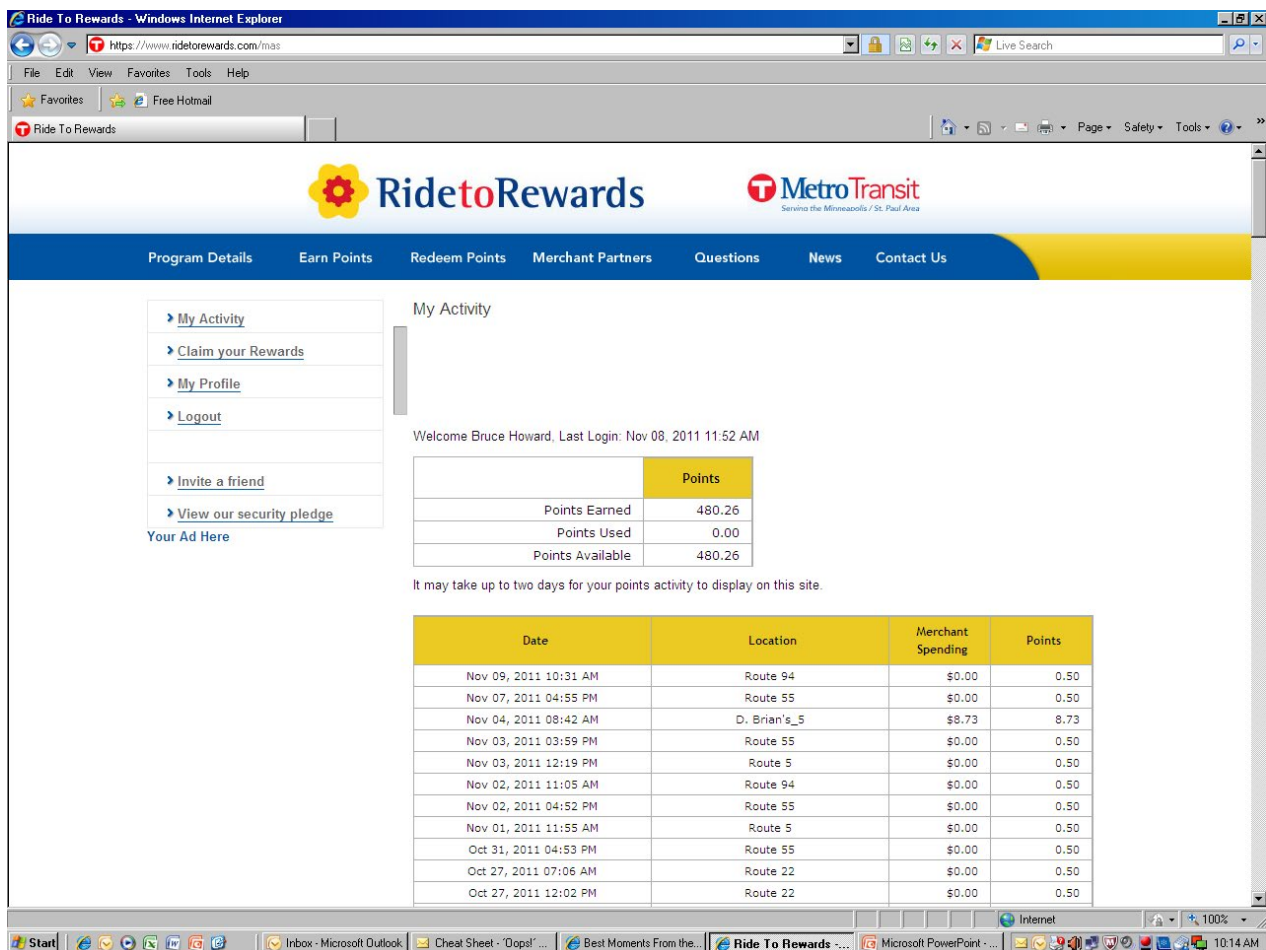 Ride To Rewards - Windows Internet Explorer
https://www.ridetorewards.com/mas
Live Search
File Edit View Favorites Tools Help
Favorites Free Hotmail
Ride To Rewards
Page Safety Tools
RidetoRewards
T MetroTransit
Serving the Minneapolis / St. Paul Area
Program Details Earn Points Redeem Points Merchant Partners Questions News Contact Us
My Activity
Claim your Rewards
My Profile
Logout
Invite a friend
View our security pledge
Your Ad Here
My Activity
Welcome Bruce Howard, Last Login: Nov 08, 2011 11:52 AM
Points
Points Earned 480.26
Points Used 0.00
Points Available 480.26
It may take up to two days for your points activity to display on this site.
Date Location Merchant Spending Points
Nov 09, 2011 10:31 AM Route 94 $0.00 0.50
Nov 07, 2011 04:55 PM Route 55 $0.00 0.50
Nov 04, 2011 08:42 AM D. Brian's_5 $8.73 8.73
Nov 03, 2011 03:59 PM Route 55 $0.00 0.50
Nov 03, 2011 12:19 PM Route 5 $0.00 0.50
Nov 02, 2011 11:05 AM Route 94 $0.00 0.50
Nov 02, 2011 04:52 PM Route 55 $0.00 0.50
Nov 01, 2011 11:55 AM Route 5 $0.00 0.50
Oct 31, 2011 04:53 PM Route 55 $0.00 0.50
Oct 27, 2011 07:06 AM Route 22 $0.00 0.50
Oct 27, 2011 12:02 PM Route 22 $0.00 0.50
Internet 100%
Start Inbox - Microsoft Outlook Cheat Sheet - 'Oops!' ... Best Moments From the... Ride To Rewards -... Microsoft PowerPoint - ... 10:14 AM